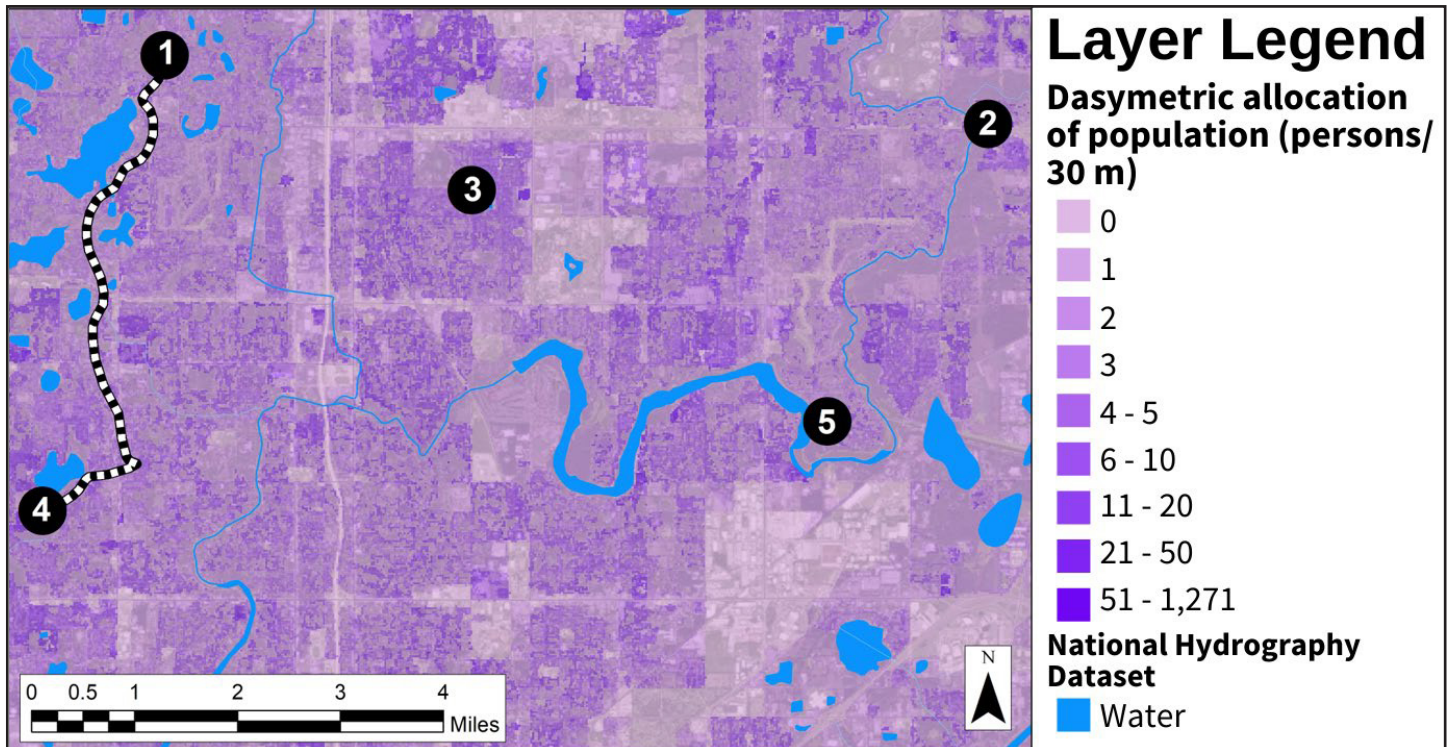 1
2
3
4
5
0 0.5 1 2 3 4
Miles
N
Layer Legend
Dasymetric allocation
of population (persons/
30 m)
0
1
2
3
4 - 5
6 - 10
11 - 20
21 - 50
51 - 1,271
National Hydrography
Dataset
Water